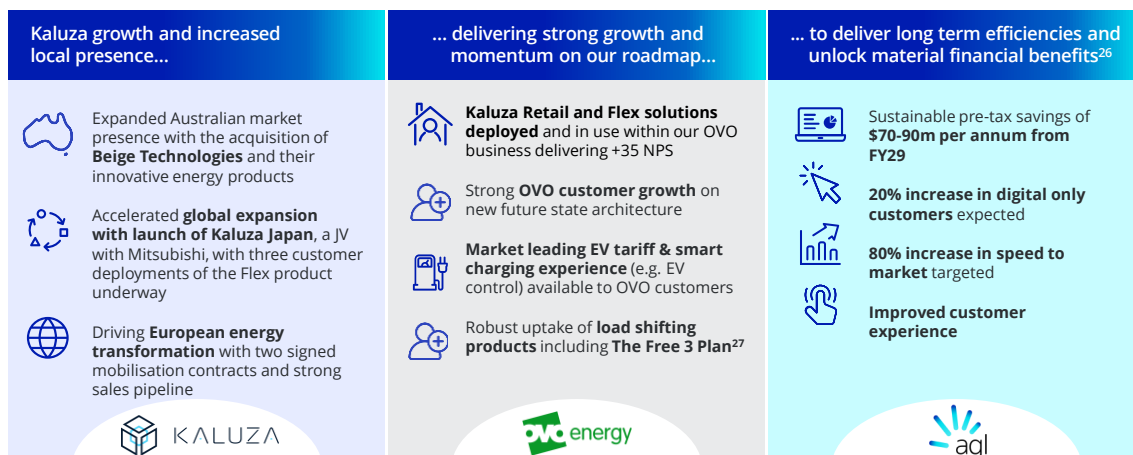 Kaluza growth and increased
local presence...
Expanded Australian market
presence with the acquisition of
Beige Technologies and their
innovative energy products
Accelerated global expansion
with launch of Kaluza Japan, a JV
with Mitsubishi, with three customer
deployments of the Flex product
underway
Driving European energy
transformation with two signed
mobilisation contracts and strong
sales pipeline
KALUZA
... delivering strong growth and
momentum on our roadmap...
Kaluza Retail and Flex solutions
deployed and in use within our OVO
business delivering +35 NPS
Strong OVO customer growth on
new future state architecture
Market leading EV tariff & smart
charging experience (e.g. EV
control) available to OVO customers
Robust uptake of load shifting
products including The Free 3 Plan27
ovo energy
... to deliver long term efficiencies and
unlock material financial benefits26
Sustainable pre-tax savings of
$70-90m per annum from
FY29
20% increase in digital only
customers expected
80% increase in speed to
market targeted
Improved customer
experience
agl